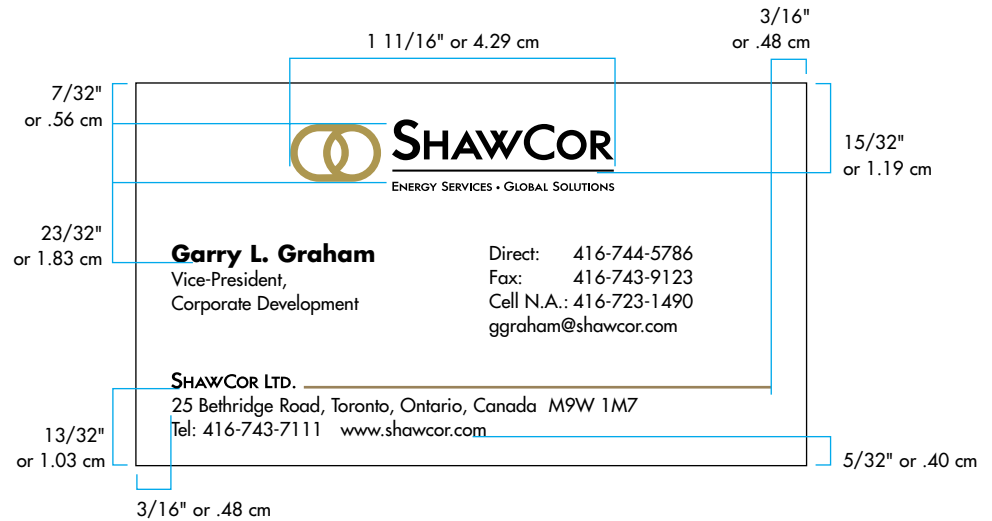 3/16"
or .48 cm
1 11/16" or 4.29 cm
7/32"
or .56 cm
SHAWCOR
ENERGY SERVICES • GLOBAL SOLUTIONS
15/32"
or 1.19 cm
23/32"
or 1.83 cm
Garry L. Graham
Vice-President,
Corporate Development
Direct: 416-744-5786
Fax: 416-743-9123
Cell N.A.: 416-723-1490
ggraham@shawcor.com
SHAWCOR LTD.
25 Bethridge Road, Toronto, Ontario, Canada M9W 1M7
Tel: 416-743-7111 www.shawcor.com
13/32"
or 1.03 cm
5/32" or .40 cm
3/16" or .48 cm